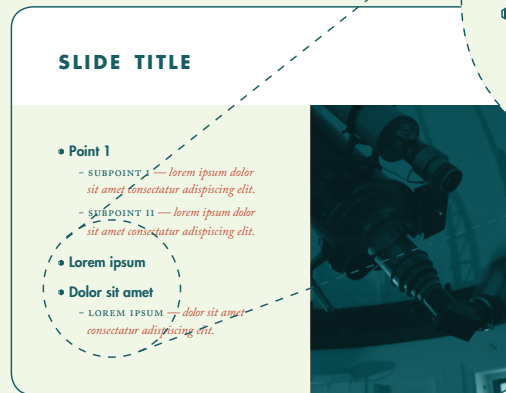 SLIDE TITLE
Point 1
– SUBPOINT I — lorem ipsum dolor
sit amet consectatur adipiscing elit.
– SUBPOINT II — lorem ipsum dolor
sit amet consectatur adipiscing elit.
Lorem ipsum
Dolor sit amet
– LOREM IPSUM — dolor sit amet
consectatur adipiscing elit.